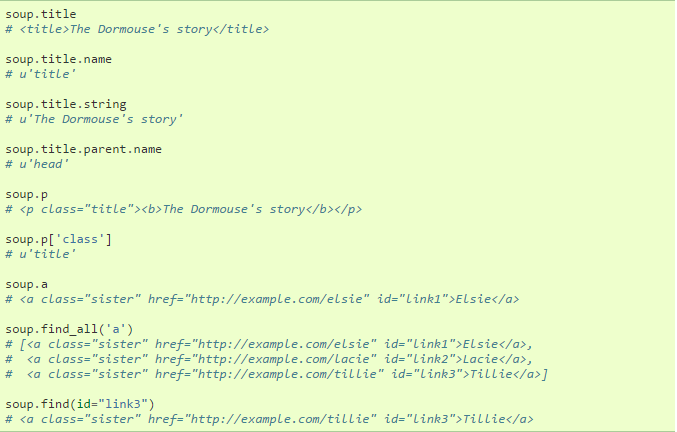 soup.title
# <title>The Dormouse's story</title>
soup.title.name
# u'title'
soup.title.string
# u'The Dormouse's story'
soup.title.parent.name
# u'head'
soup.p
# <p class="title"><b>The Dormouse's story</b></p>
soup.p['class']
# u'title'
soup.a
# <a class="sister" href="http://example.com/elsie" id="link1">Elsie</a>
soup.find_all('a')
# [<a class="sister" href="http://example.com/elsie" id="link1">Elsie</a>,
#  <a class="sister" href="http://example.com/lacie" id="link2">Lacie</a>,
#  <a class="sister" href="http://example.com/tillie" id="link3">Tillie</a>]
soup.find(id="link3")
# <a class="sister" href="http://example.com/tillie" id="link3">Tillie</a>